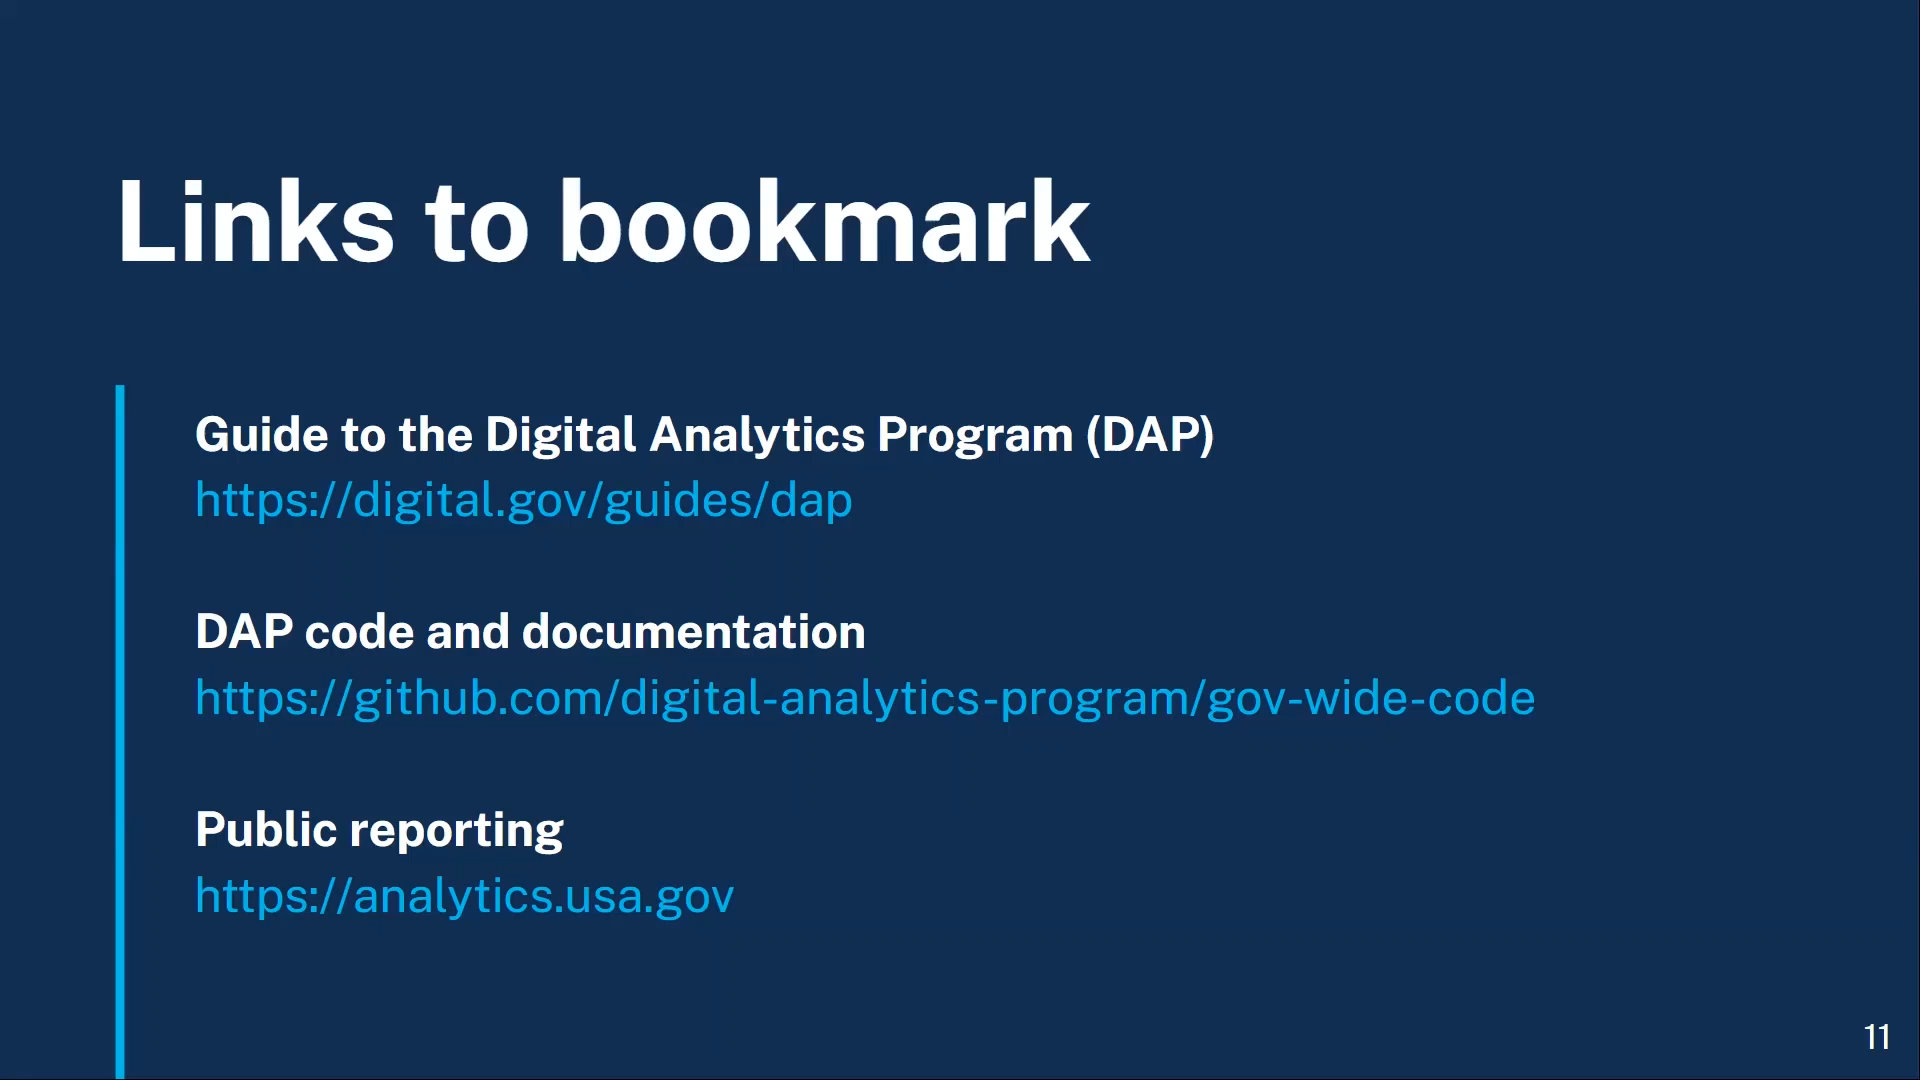 Links to bookmark
Guide to the Digital Analytics Program (DAP)
https://digital.gov/guides/dap
DAP code and documentation
https://github.com/digital-analytics-program/gov-wide-code
Public reporting
https://analytics.usa.gov
11